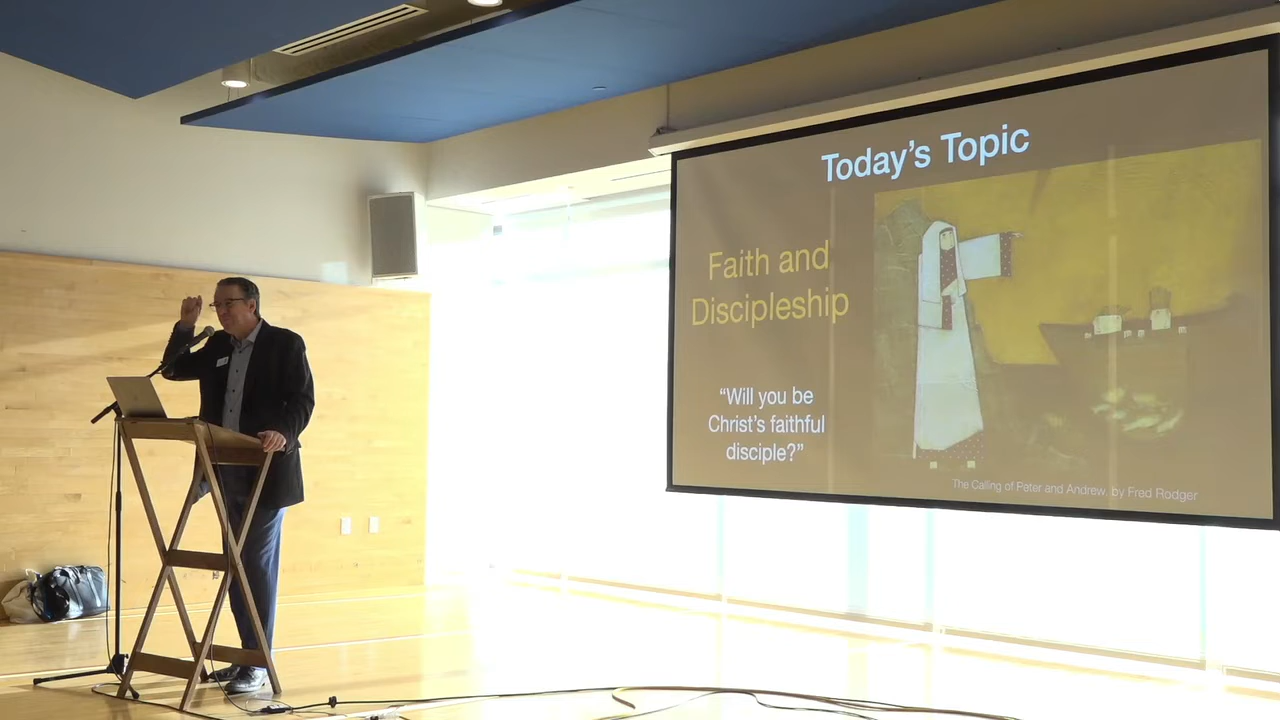 Today's Topic
Faith and
Discipleship
“Will you be
Christ's faithful
disciple?”
The Calling of Peter and Andrew, by Fred Rodger